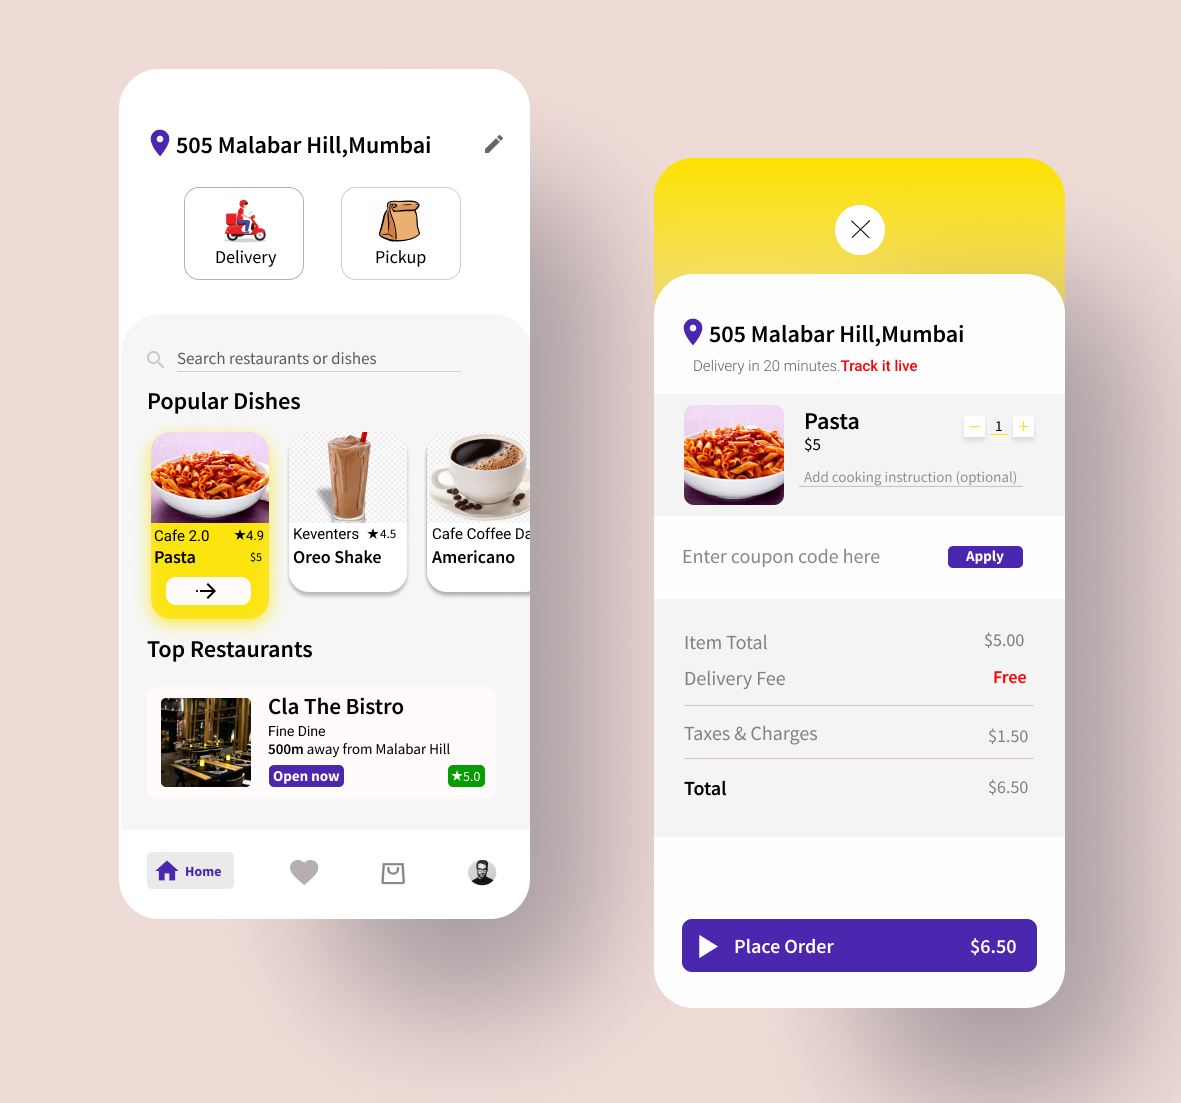 505 Malabar Hill,Mumbai
Delivery
Pickup
Search restaurants or dishes
Popular Dishes
Cafe 2.0 ★4.9
Pasta $5
Keventers ★4.5
Oreo Shake
Cafe Coffee Da
Americano
Top Restaurants
Cla The Bistro
Fine Dine
500m away from Malabar Hill
Open now ★5.0
Home
505 Malabar Hill,Mumbai
Delivery in 20 minutes.Track it live
Pasta
$5
− 1 +
Add cooking instruction (optional)
Enter coupon code here Apply
Item Total $5.00
Delivery Fee Free
Taxes & Charges $1.50
Total $6.50
Place Order $6.50